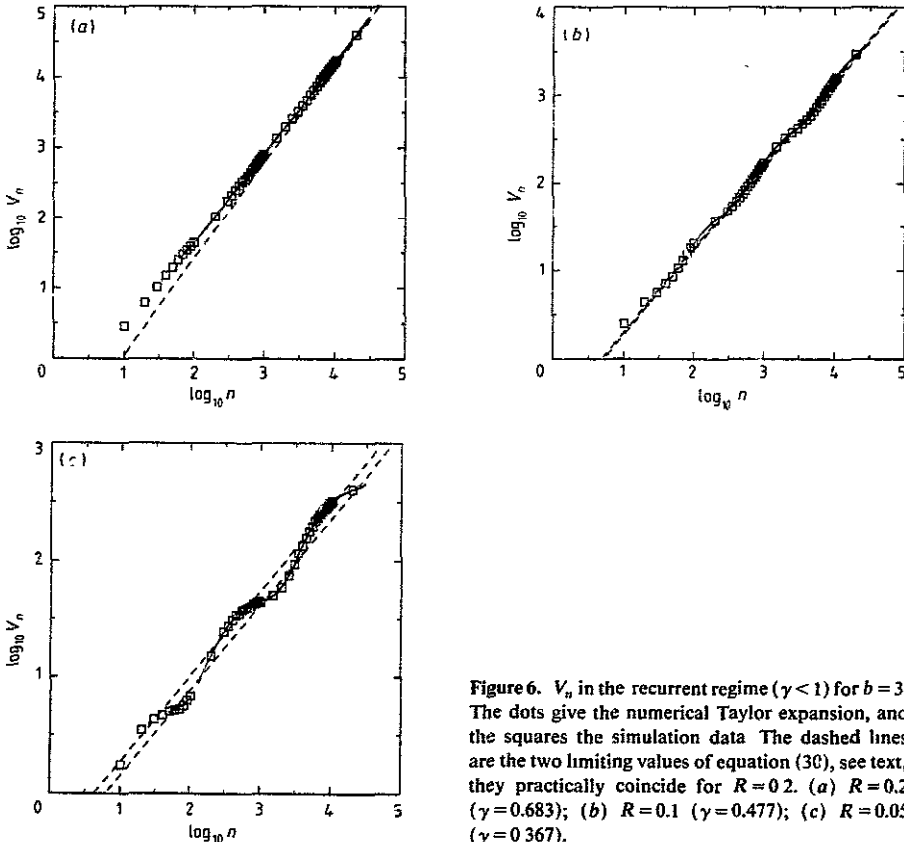 5
(a)
4
3
2
1
0
1
2
3
4
5
log₁₀ Vₙ
log₁₀ n
4
(b)
3
2
1
0
1
2
3
4
5
log₁₀ Vₙ
log₁₀ n
3
(c)
2
1
0
1
2
3
4
5
log₁₀ Vₙ
log₁₀ n
Figure 6. Vₙ in the recurrent regime (γ<1) for b = 3
The dots give the numerical Taylor expansion, and
the squares the simulation data The dashed lines
are the two limiting values of equation (30), see text,
they practically coincide for R = 0 2. (a) R = 0.2
(γ = 0.683); (b) R = 0.1 (γ = 0.477); (c) R = 0.05
(γ = 0 367).